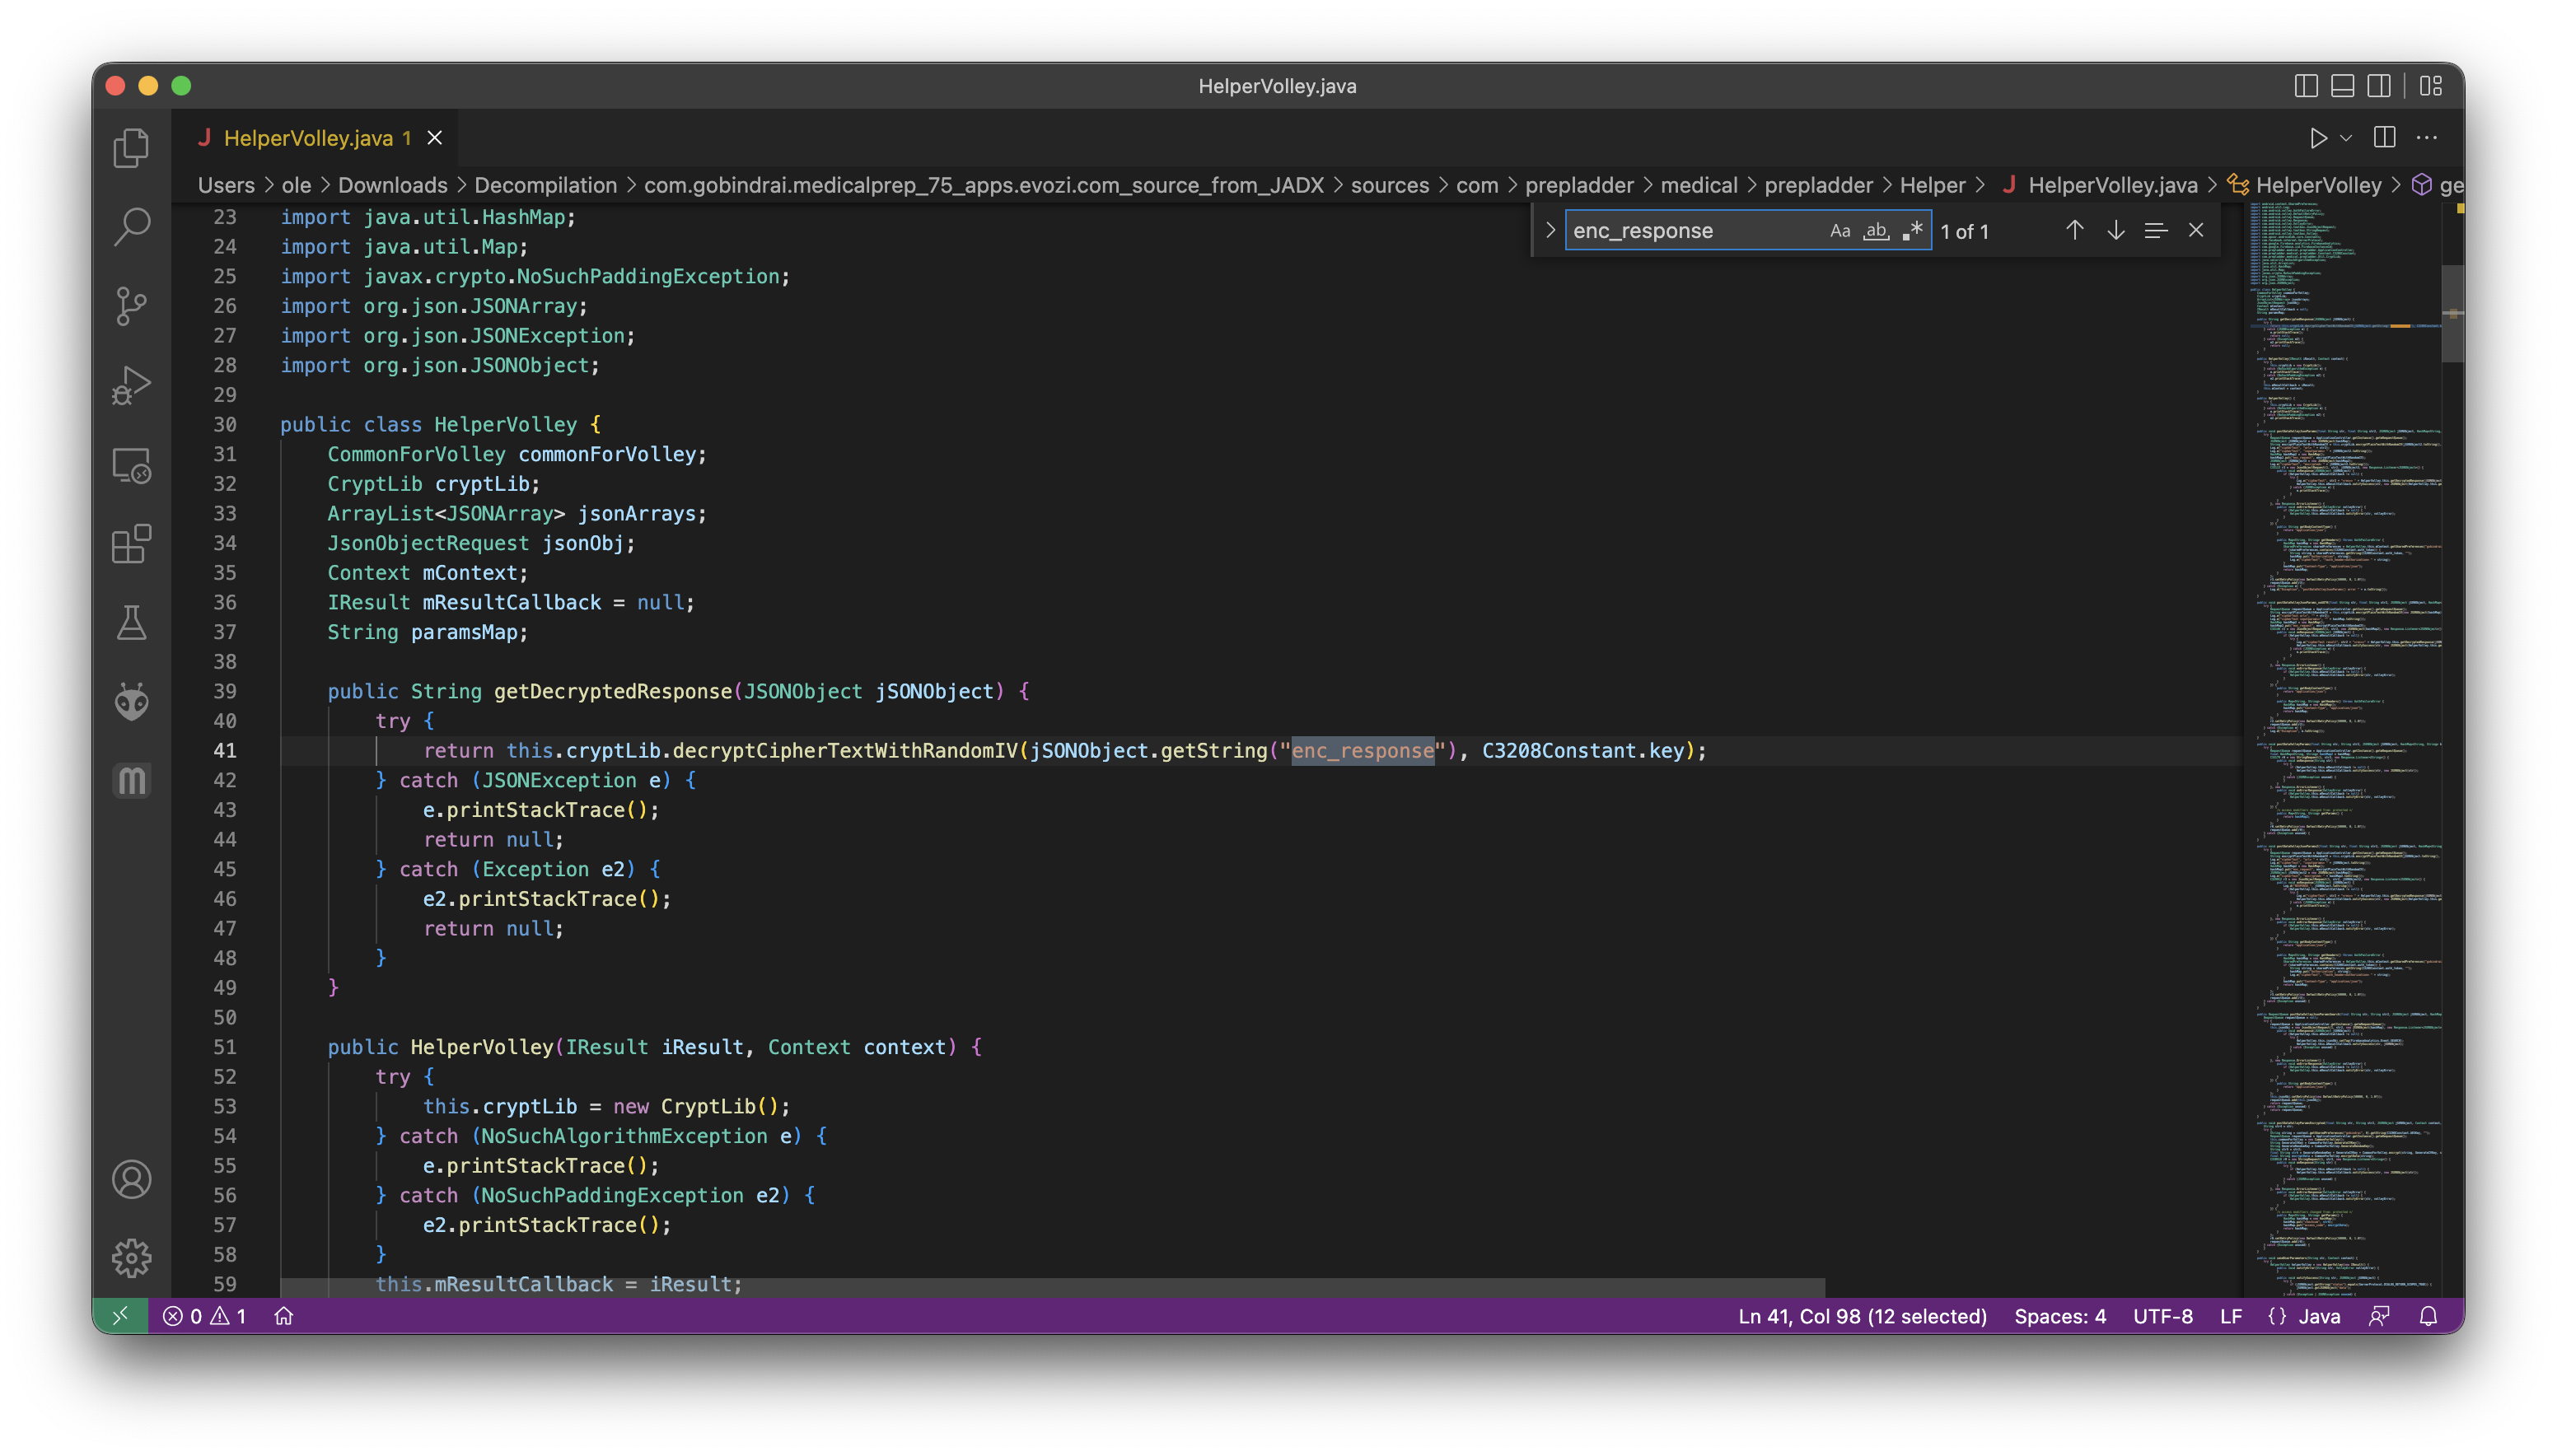 HelperVolley.java
J HelperVolley.java 1
Users > ole > Downloads > Decompilation > com.gobindrai.medicalprep_75_apps.evozi.com_source_from_JADX > sources > com > prepladder > medical > prepladder > Helper > J HelperVolley.java > HelperVolley > ge
enc_response Aa ab 1 of 1
23 import java.util.HashMap;
24 import java.util.Map;
25 import javax.crypto.NoSuchPaddingException;
26 import org.json.JSONArray;
27 import org.json.JSONException;
28 import org.json.JSONObject;
29
30 public class HelperVolley {
31 CommonForVolley commonForVolley;
32 CryptLib cryptLib;
33 ArrayList<JSONArray> jsonArrays;
34 JsonObjectRequest jsonObj;
35 Context mContext;
36 IResult mResultCallback = null;
37 String paramsMap;
38
39 public String getDecryptedResponse(JSONObject jSONObject) {
40 try {
41 return this.cryptLib.decryptCipherTextWithRandomIV(jSONObject.getString("enc_response"), C3208Constant.key);
42 } catch (JSONException e) {
43 e.printStackTrace();
44 return null;
45 } catch (Exception e2) {
46 e2.printStackTrace();
47 return null;
48 }
49 }
50
51 public HelperVolley(IResult iResult, Context context) {
52 try {
53 this.cryptLib = new CryptLib();
54 } catch (NoSuchAlgorithmException e) {
55 e.printStackTrace();
56 } catch (NoSuchPaddingException e2) {
57 e2.printStackTrace();
58 }
59 this.mResultCallback = iResult;
0 1 Ln 41, Col 98 (12 selected) Spaces: 4 UTF-8 LF {} Java